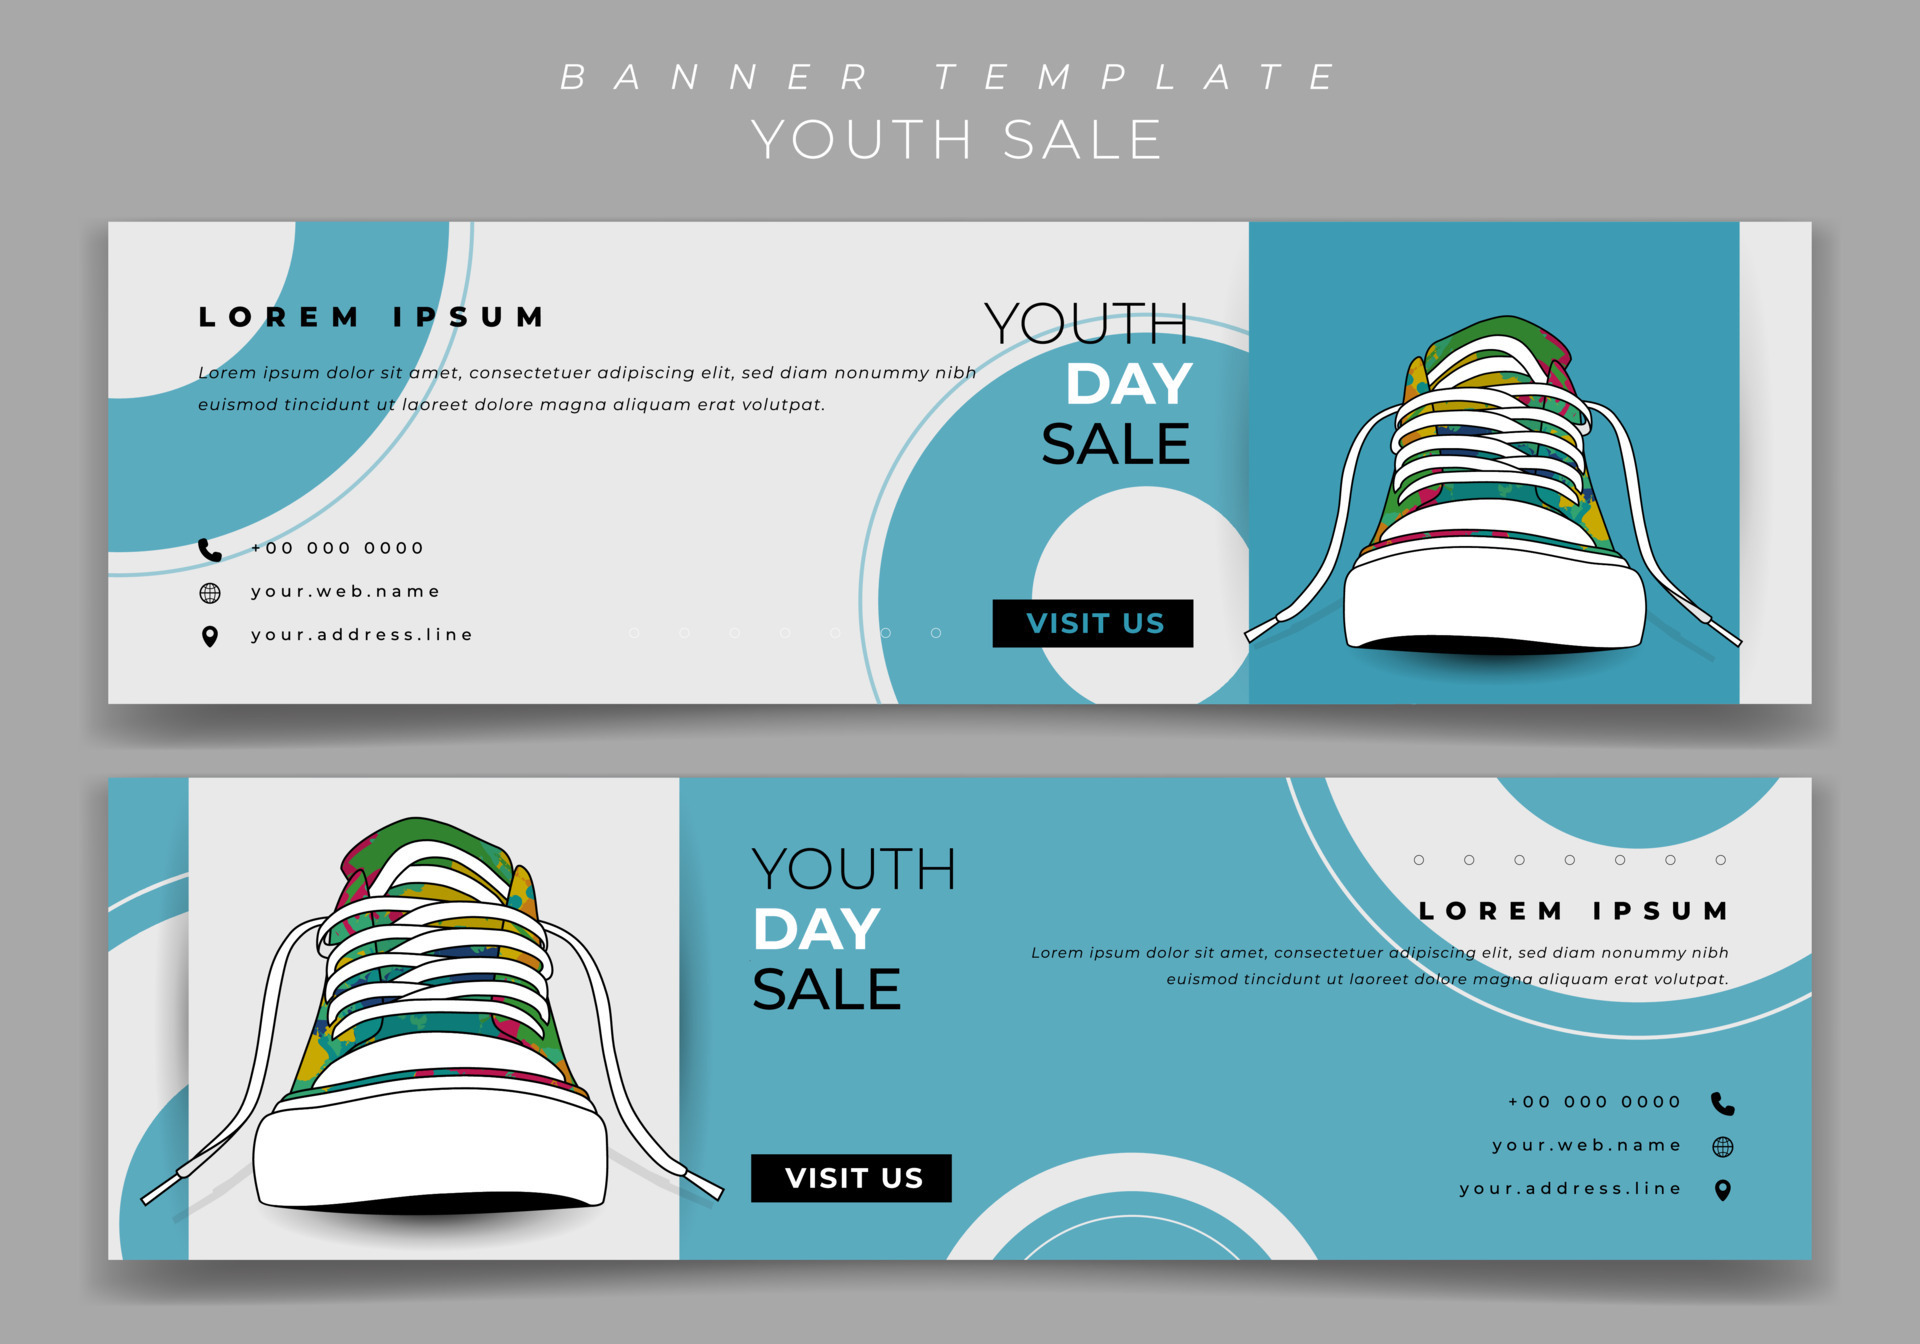 BANNER TEMPLATE
YOUTH SALE
LOREM IPSUM
Lorem ipsum dolor sit amet, consectetuer adipiscing elit, sed diam nonummy nibh
euismod tincidunt ut laoreet dolore magna aliquam erat volutpat.
+00 000 0000
your.web.name
your.address.line
YOUTH
DAY
SALE
VISIT US
YOUTH
DAY
SALE
VISIT US
LOREM IPSUM
Lorem ipsum dolor sit amet, consectetuer adipiscing elit, sed diam nonummy nibh
euismod tincidunt ut laoreet dolore magna aliquam erat volutpat.
+00 000 0000
your.web.name
your.address.line